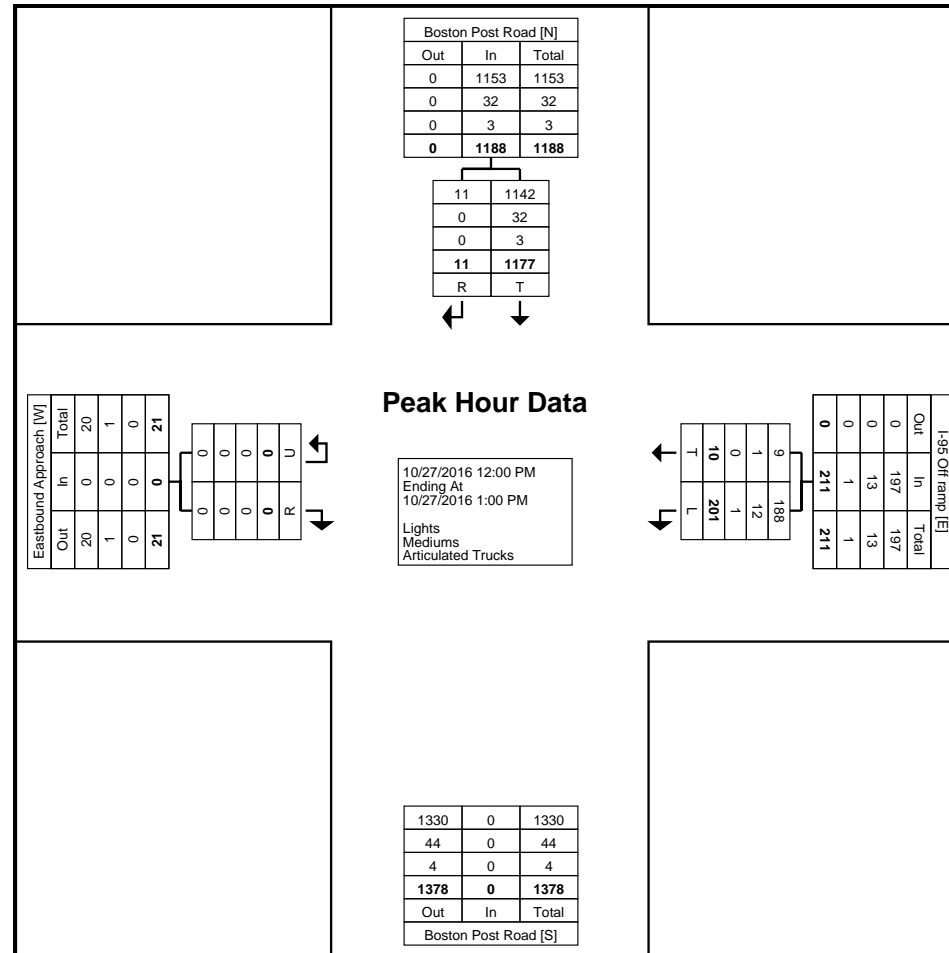 Boston Post Road [N]
Out In Total
0 1153 1153
0 32 32
0 3 3
0 1188 1188
11 1142
0 32
0 3
11 1177
R T
Peak Hour Data
10/27/2016 12:00 PM
Ending At
10/27/2016 1:00 PM
Lights
Mediums
Articulated Trucks
Eastbound Approach [W]
Total In Out
20 0 20
1 0 1
0 0 0
21 0 21
0 0
0 0
0 0
0 0
U R
I-95 Off ramp [E]
Out In Total
0 197 197
0 13 13
0 1 1
0 211 211
9 188
1 12
0 1
10 201
T L
1330 0 1330
44 0 44
4 0 4
1378 0 1378
Out In Total
Boston Post Road [S]